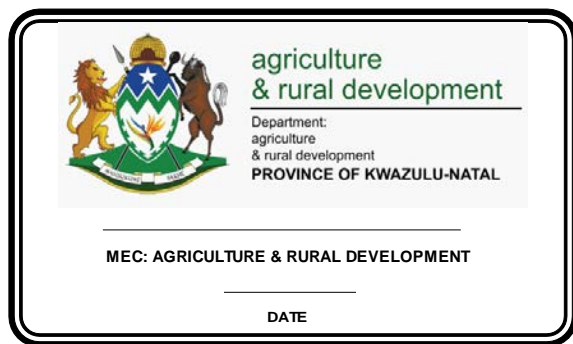 agriculture
& rural development
Department:
agriculture
& rural development
PROVINCE OF KWAZULU-NATAL
MEC: AGRICULTURE & RURAL DEVELOPMENT
DATE